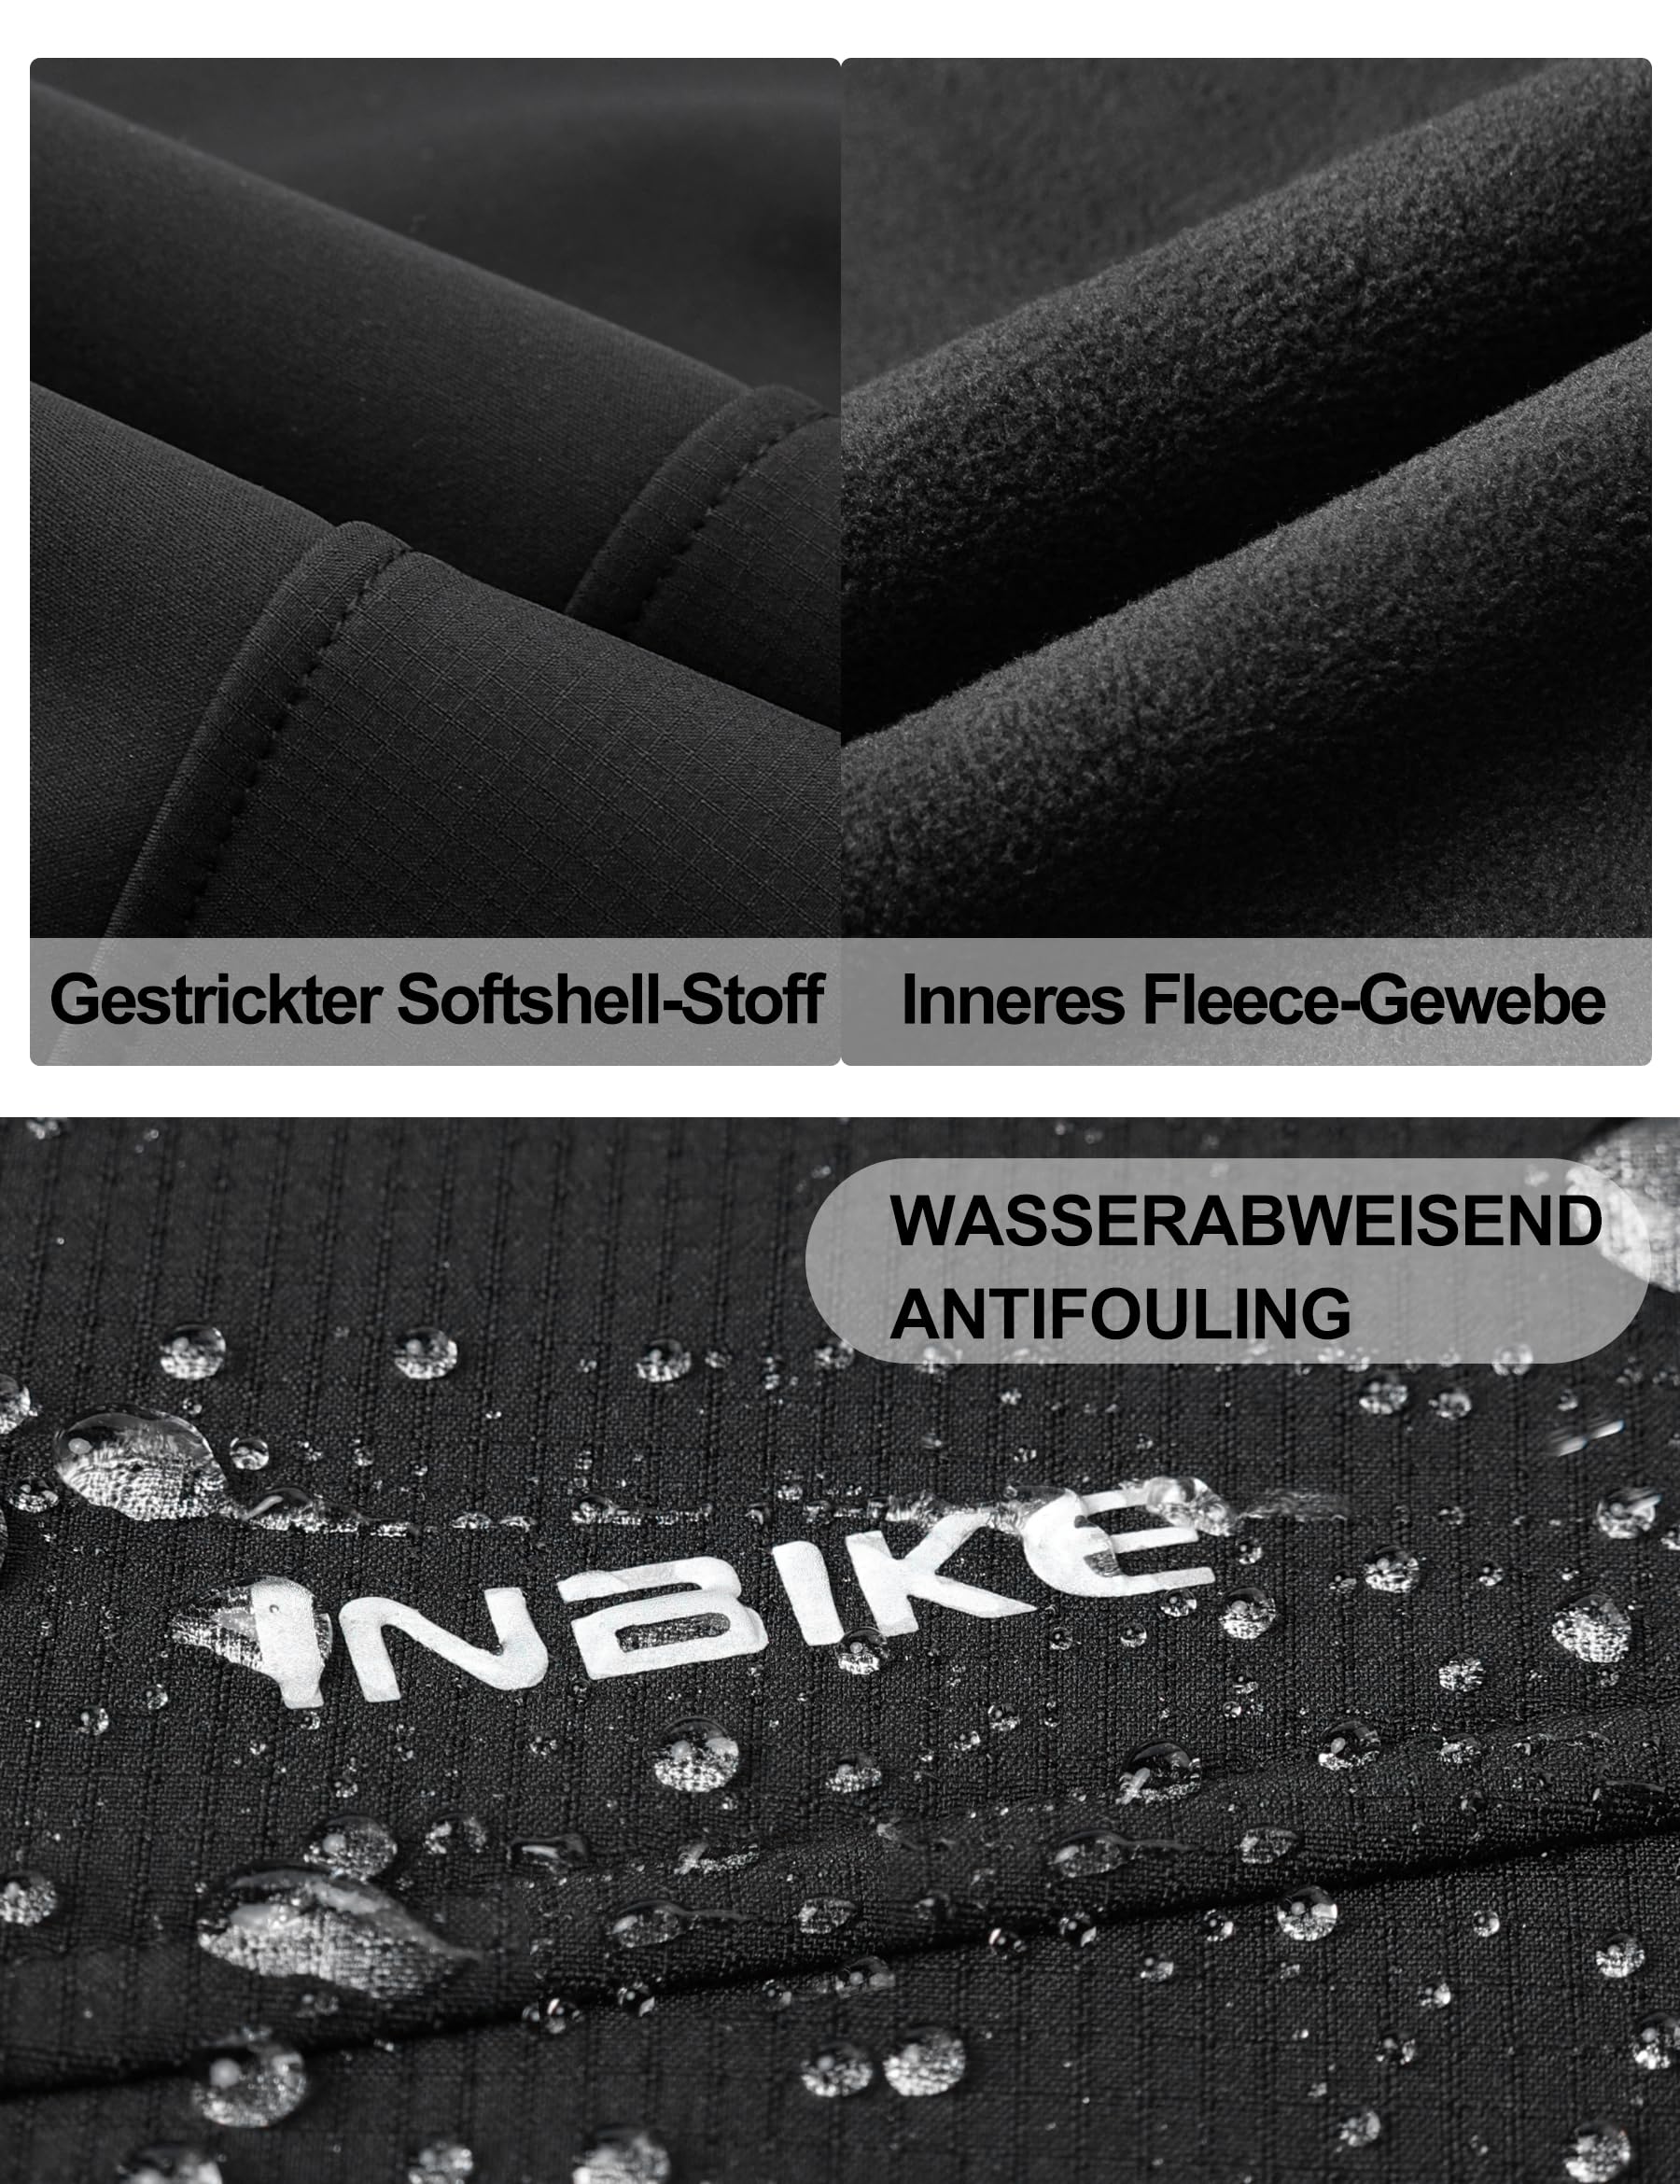 Gestrickter Softshell-Stoff
Inneres Fleece-Gewebe
WASSERABWEISEND
ANTIFOULING
INBIKE